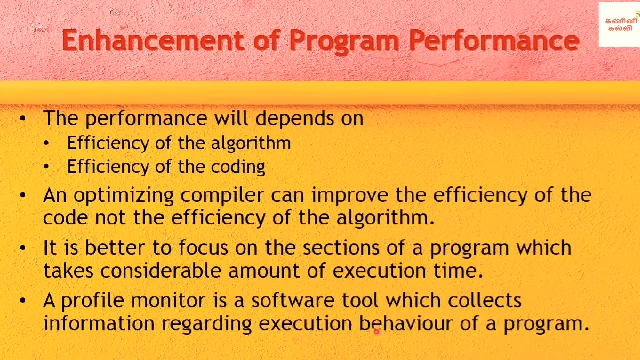 Enhancement of Program Performance
கணினி
கல்வி
• The performance will depends on
• Efficiency of the algorithm
• Efficiency of the coding
• An optimizing compiler can improve the efficiency of the
code not the efficiency of the algorithm.
• It is better to focus on the sections of a program which
takes considerable amount of execution time.
• A profile monitor is a software tool which collects
information regarding execution behaviour of a program.